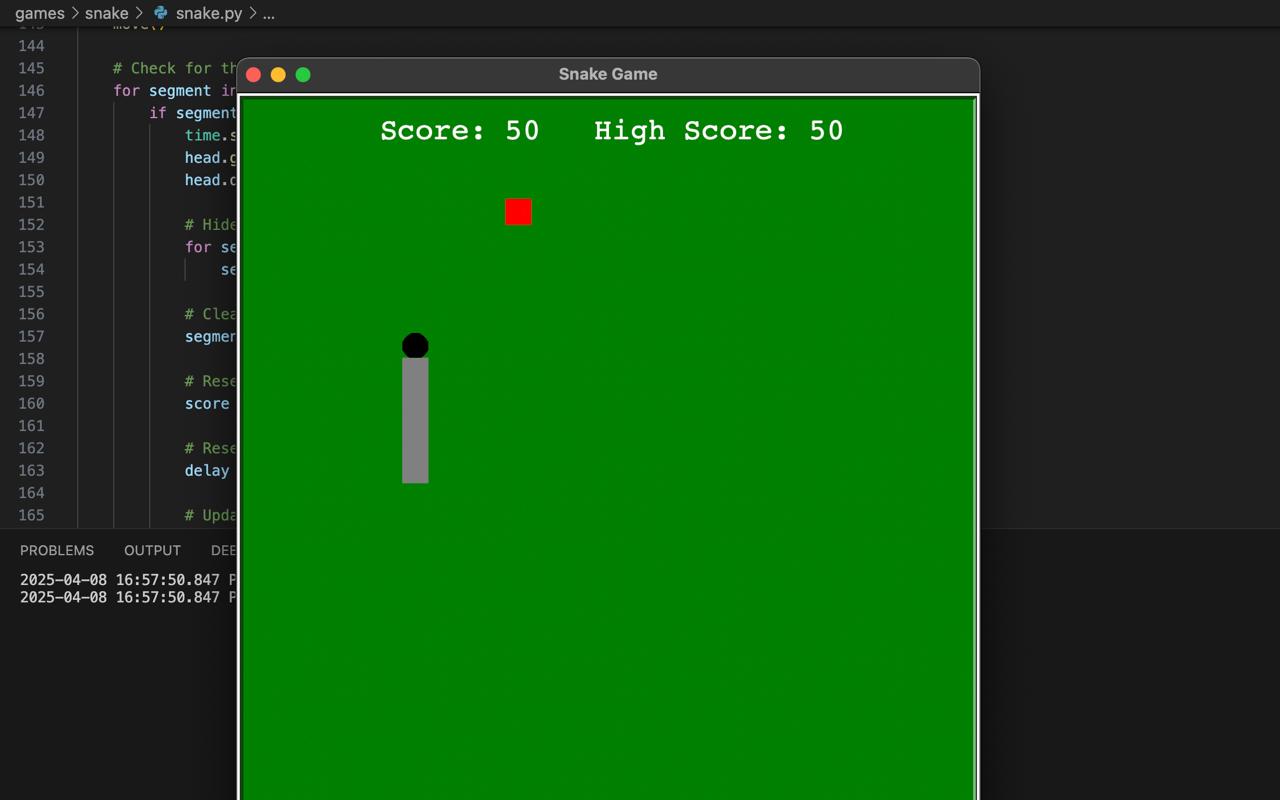 games > snake > snake.py > ...
143 move()
144
145 # Check for th
146 for segment in
147 if segment
148 time.s
149 head.g
150 head.d
151
152 # Hide
153 for se
154 se
155
156 # Clea
157 segmen
158
159 # Rese
160 score
161
162 # Rese
163 delay
164
165 # Upda
Snake Game
Score: 50 High Score: 50
PROBLEMS OUTPUT DEB
2025-04-08 16:57:50.847 P
2025-04-08 16:57:50.847 P